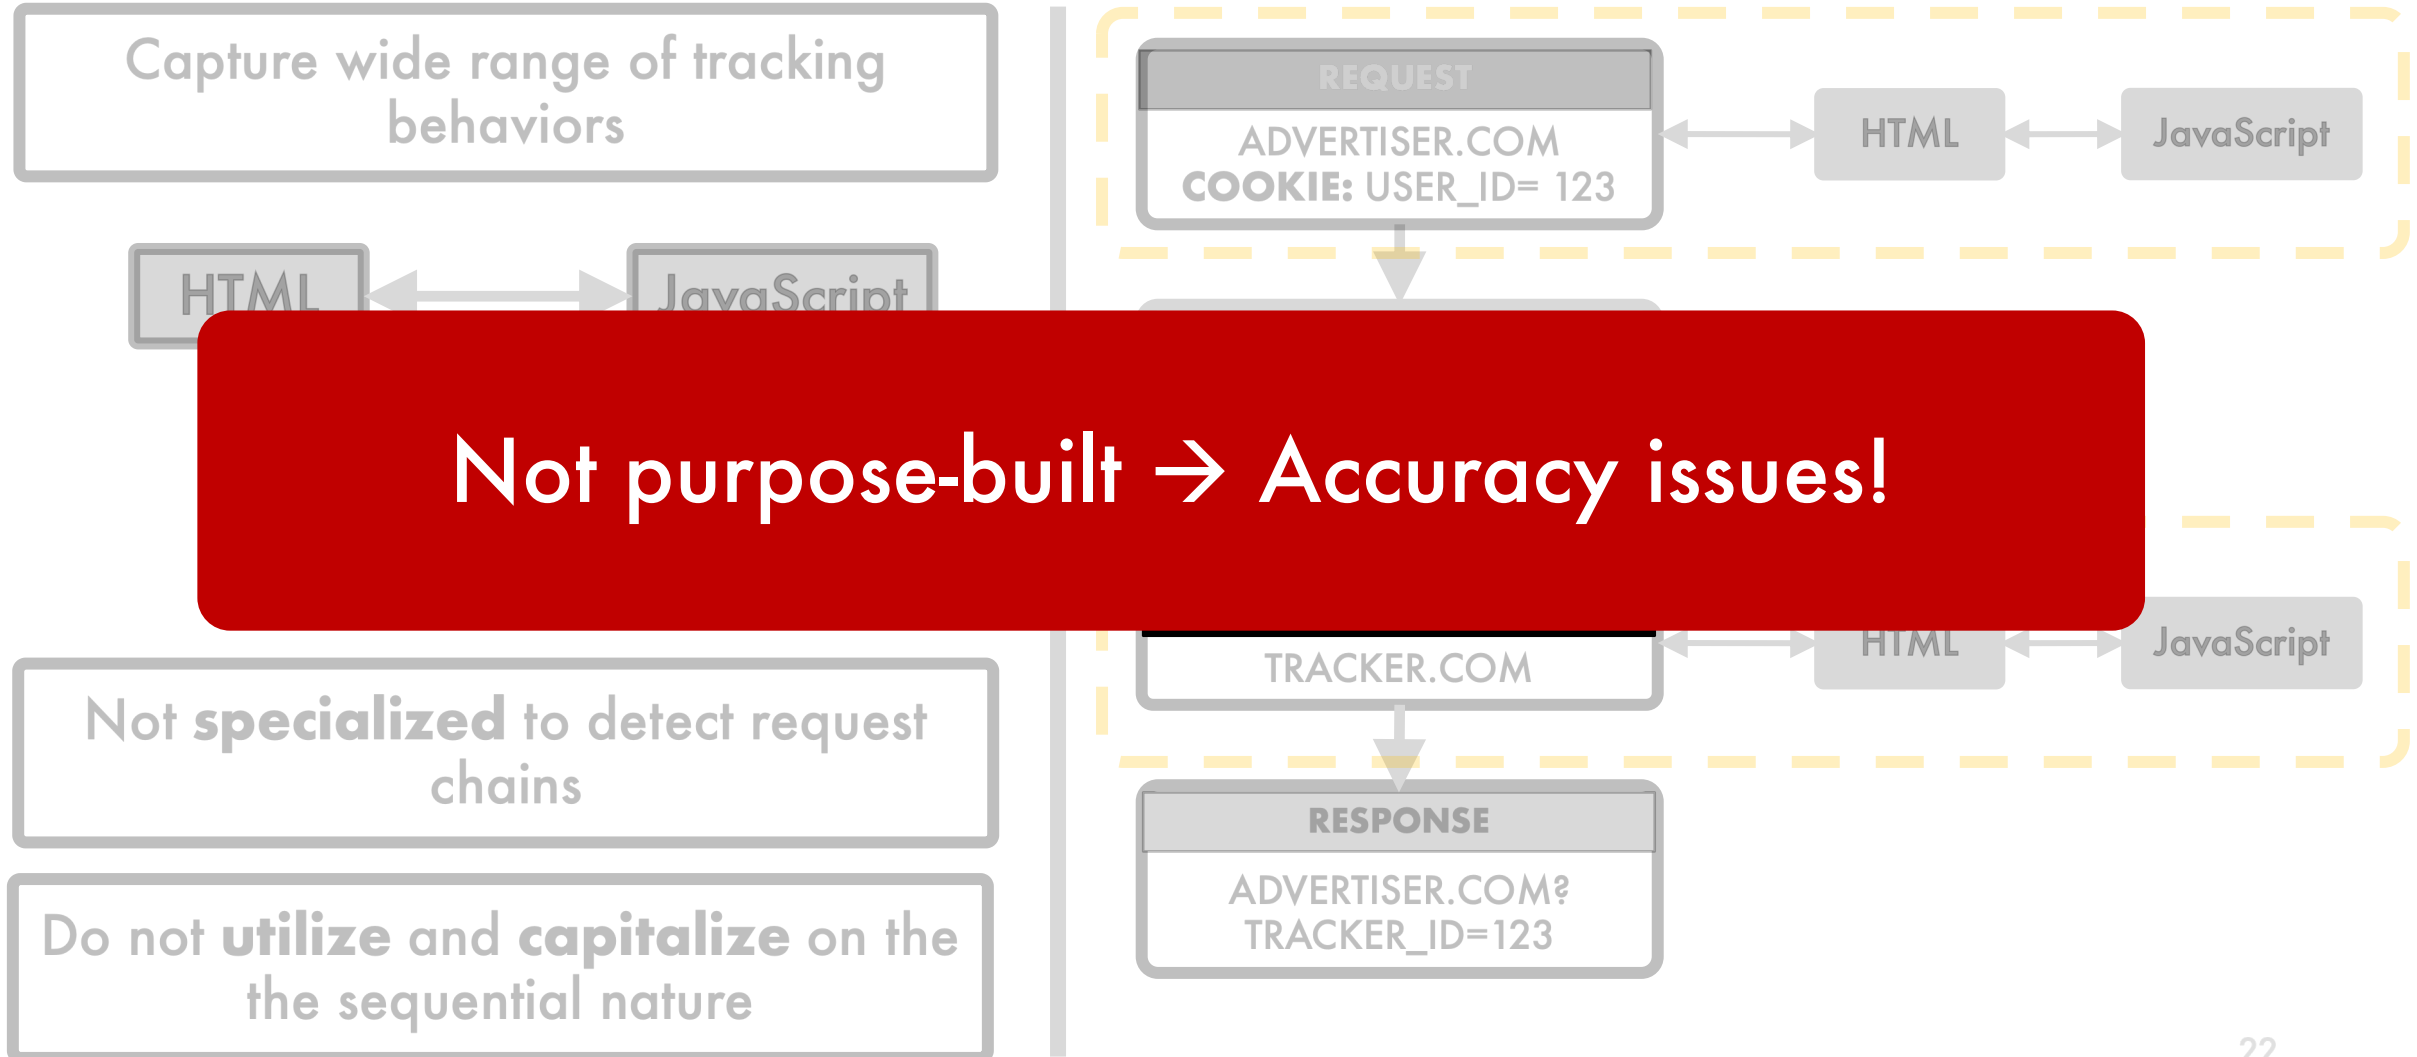 Capture wide range of tracking
behaviors
HTML
JavaScript
Not specialized to detect request
chains
Do not utilize and capitalize on the
the sequential nature
REQUEST
ADVERTISER.COM
COOKIE: USER_ID= 123
HTML
JavaScript
Not purpose-built → Accuracy issues!
TRACKER.COM
HTML
JavaScript
RESPONSE
ADVERTISER.COM?
TRACKER_ID=123
22